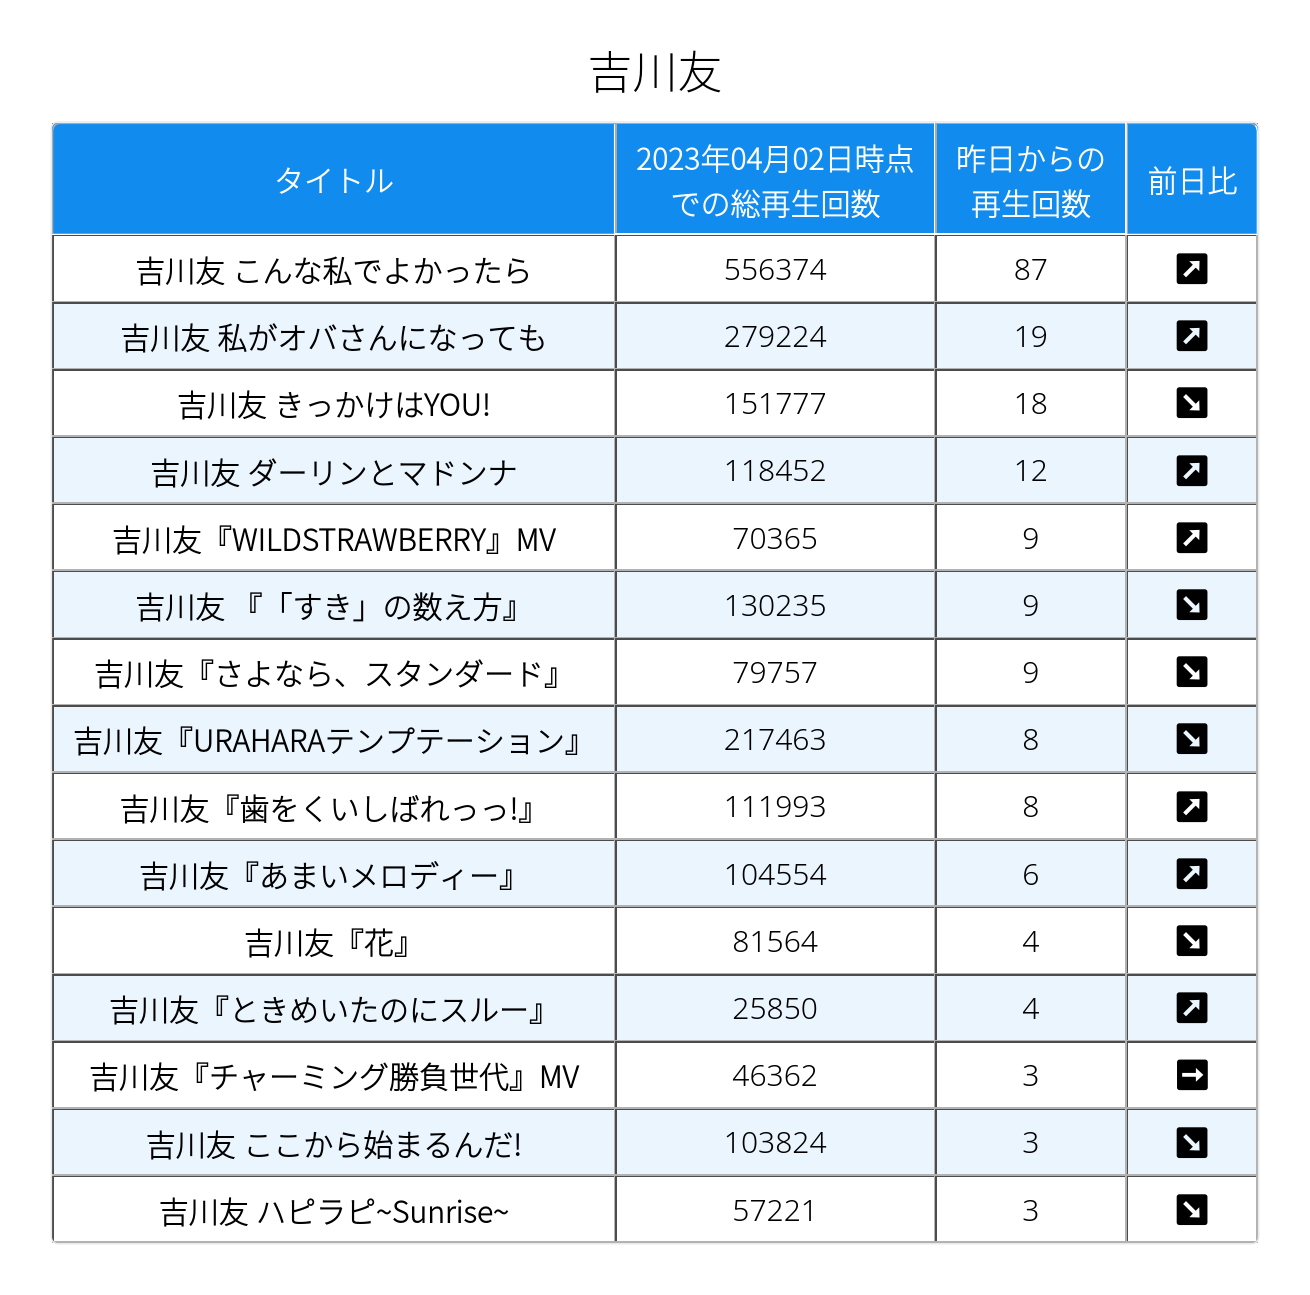 吉川友
タイトル
2023年04月02日時点
での総再生回数
昨日からの
再生回数
前日比
吉川友 こんな私でよかったら 556374 87 ↗
吉川友 私がオバさんになっても 279224 19 ↗
吉川友 きっかけはYOU! 151777 18 ↘
吉川友 ダーリンとマドンナ 118452 12 ↗
吉川友『WILDSTRAWBERRY』MV 70365 9 ↗
吉川友 『「すき」の数え方』 130235 9 ↘
吉川友『さよなら、スタンダード』 79757 9 ↘
吉川友『URAHARAテンプテーション』 217463 8 ↘
吉川友『歯をくいしばれっっ!』 111993 8 ↗
吉川友『あまいメロディー』 104554 6 ↗
吉川友『花』 81564 4 ↘
吉川友『ときめいたのにスルー』 25850 4 ↗
吉川友『チャーミング勝負世代』MV 46362 3 →
吉川友 ここから始まるんだ! 103824 3 ↘
吉川友 ハピラピ~Sunrise~ 57221 3 ↘